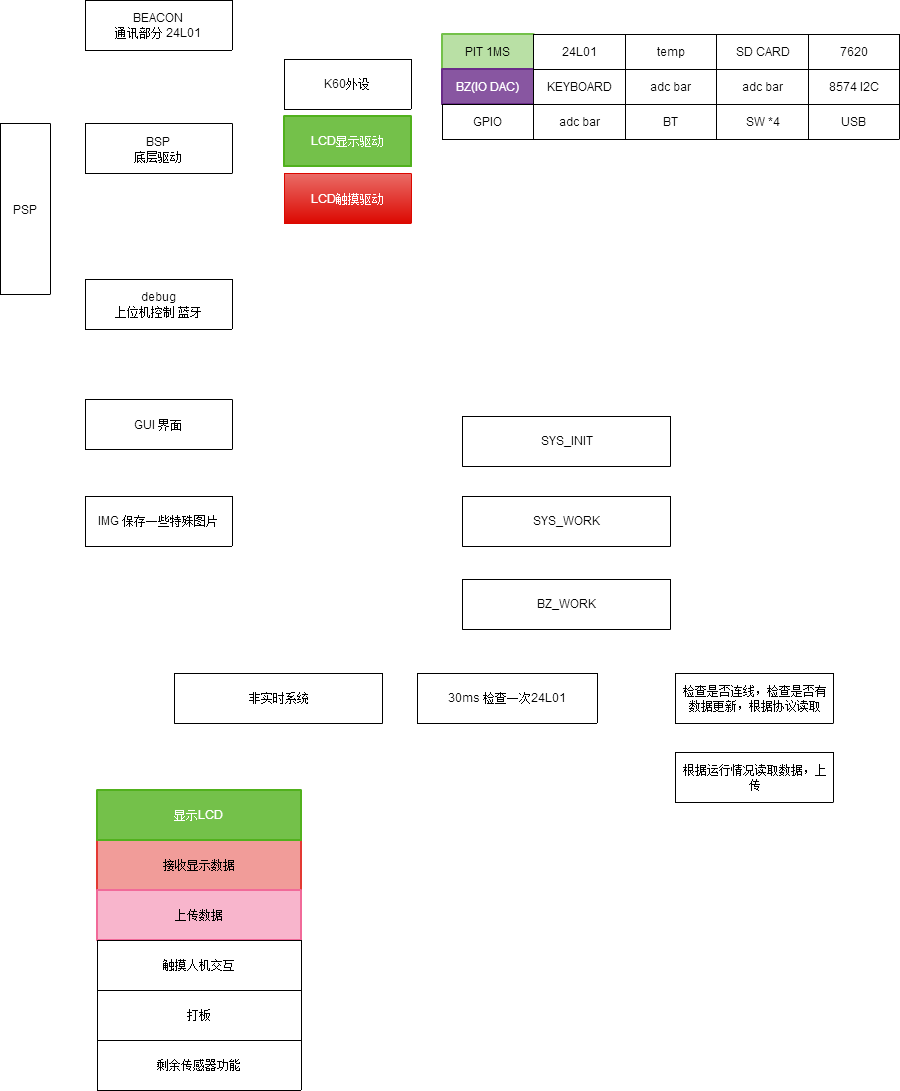 BEACON
通讯部分 24L01
PIT 1MS
24L01
temp
SD CARD
7620
K60外设
BZ(IO DAC)
KEYBOARD
adc bar
adc bar
8574 I2C
GPIO
adc bar
BT
SW *4
USB
BSP
底层驱动
LCD显示驱动
PSP
LCD触摸驱动
debug
上位机控制 蓝牙
GUI 界面
SYS_INIT
IMG 保存一些特殊图片
SYS_WORK
BZ_WORK
非实时系统
30ms 检查一次24L01
检查是否连线，检查是否有
数据更新，根据协议读取
根据运行情况读取数据，上
传
显示LCD
接收显示数据
上传数据
触摸人机交互
打板
剩余传感器功能